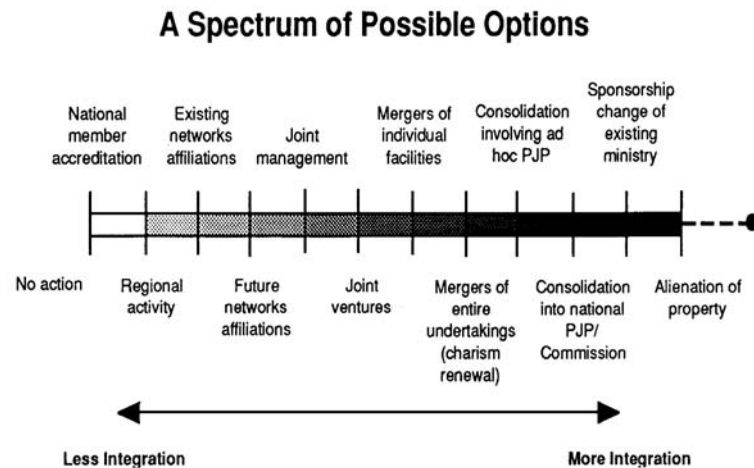 A Spectrum of Possible Options
National
member
accreditation
Existing
networks
affiliations
Joint
management
Mergers of
individual
facilities
Consolidation
involving ad
hoc PJP
Sponsorship
change of
existing
ministry
No action
Regional
activity
Future
networks
affiliations
Joint
ventures
Mergers of
entire
undertakings
(charism
renewal)
Consolidation
into national
PJP/
Commission
Alienation of
property
Less Integration
More Integration